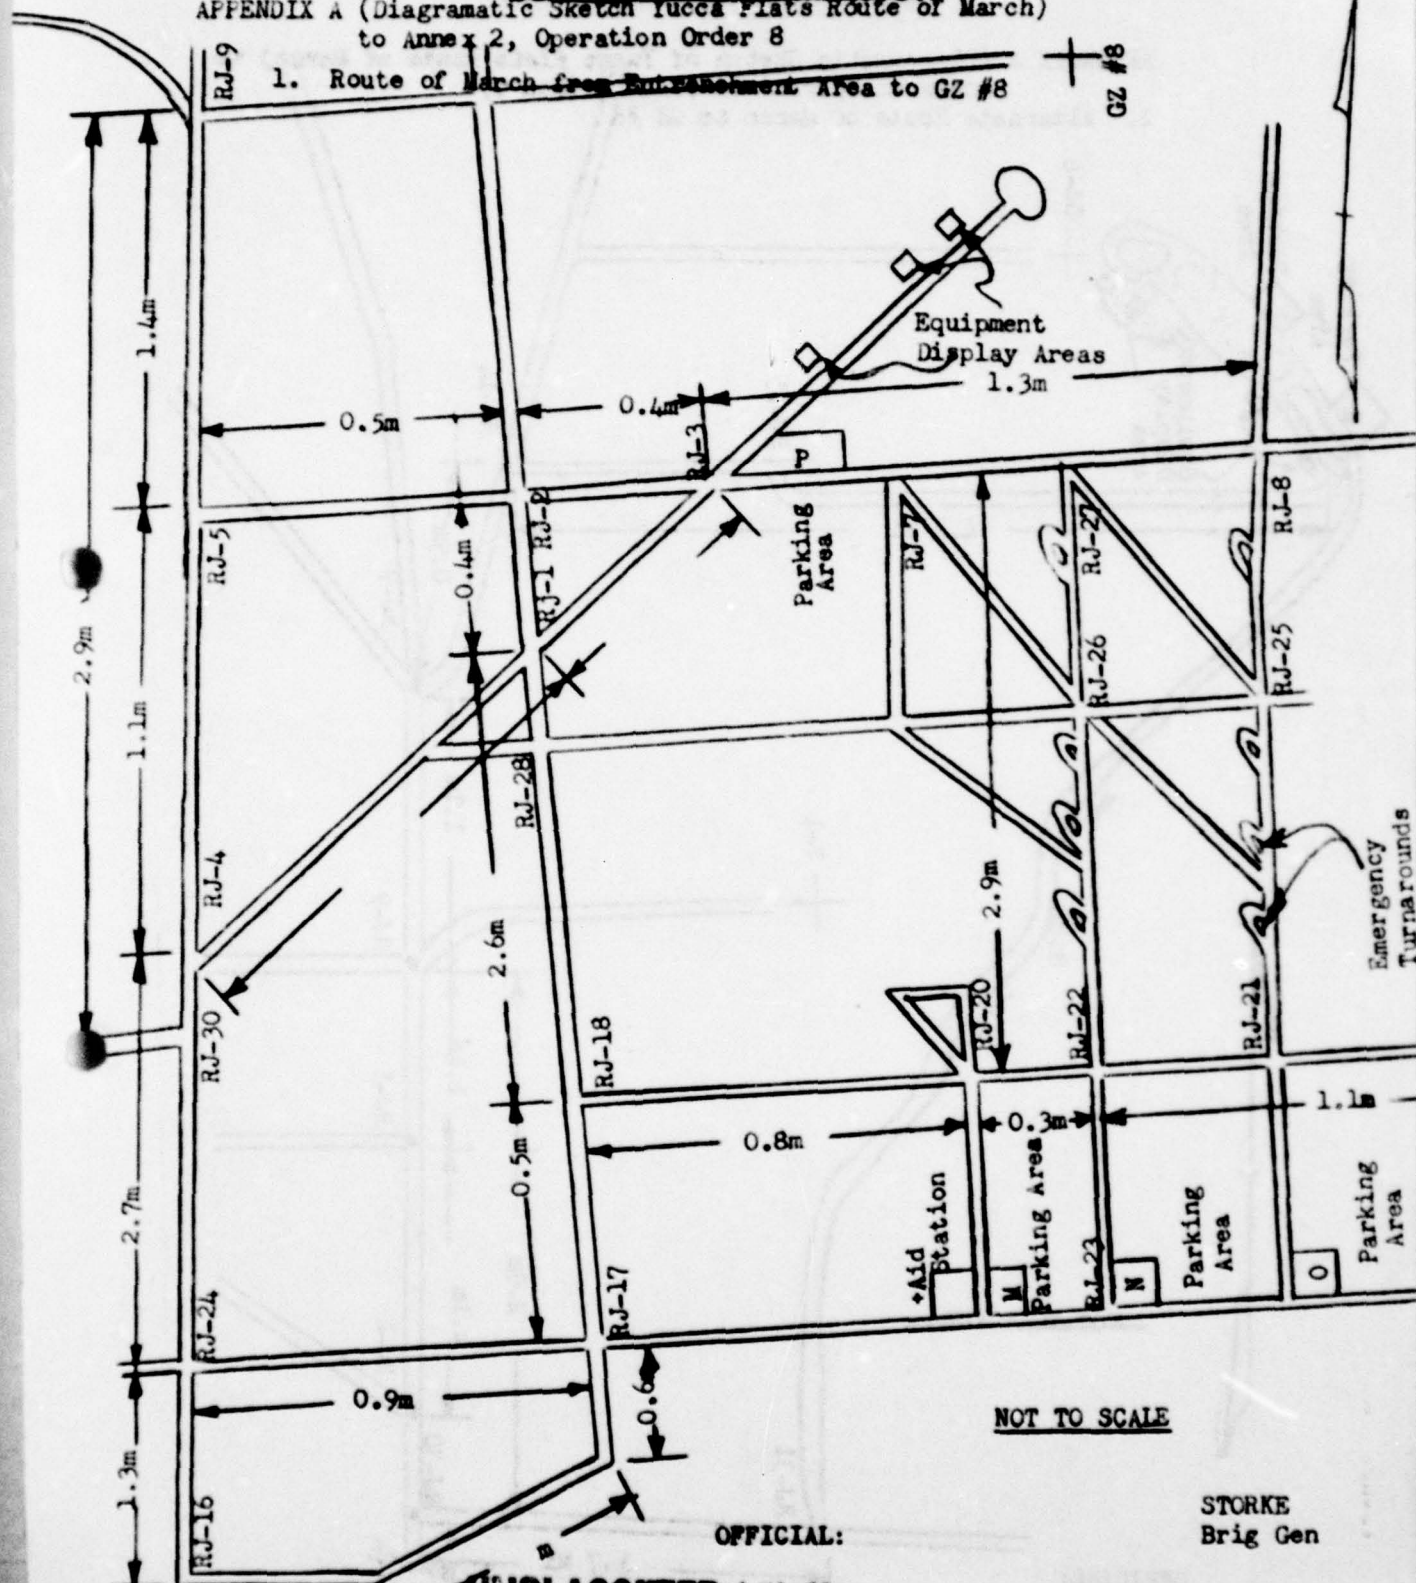 APPENDIX A (Diagramatic Sketch Yucca Flats Route of March)
to Annex 2, Operation Order 8
1. Route of March from Entrenchment Area to GZ #8
RJ-9
GZ #8
1.4m
Equipment
Display Areas
1.3m
0.4m
0.5m
RJ-3
P
RJ-5
RJ-2
RJ-1
0.4m
Parking
Area
RJ-7
RJ-27
RJ-8
2.9m
1.1m
RJ-26
RJ-25
RJ-28
RJ-4
2.6m
2.9m
Emergency
Turnarounds
RJ-30
RJ-18
RJ-20
RJ-22
RJ-21
0.8m
0.3m
1.1m
0.5m
2.7m
+Aid
Station
M
Parking Area
RJ-23
N
Parking
Area
O
Parking
Area
RJ-24
RJ-17
0.9m
0.6m
NOT TO SCALE
1.3m
RJ-16
m
OFFICIAL:
STORKE
Brig Gen